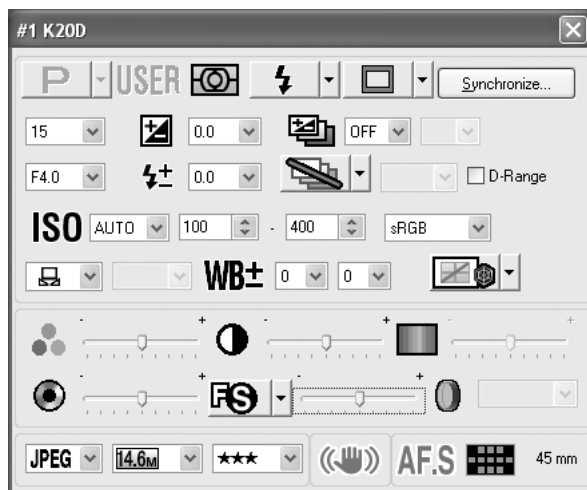 #1 K20D
P USER Synchronize...
15 0.0 OFF
F4.0 0.0 D-Range
ISO AUTO 100 - 400 sRGB
WB± 0 0
- + - + - +
- + FS - +
JPEG 14.6M ★★★ AF.S 45 mm